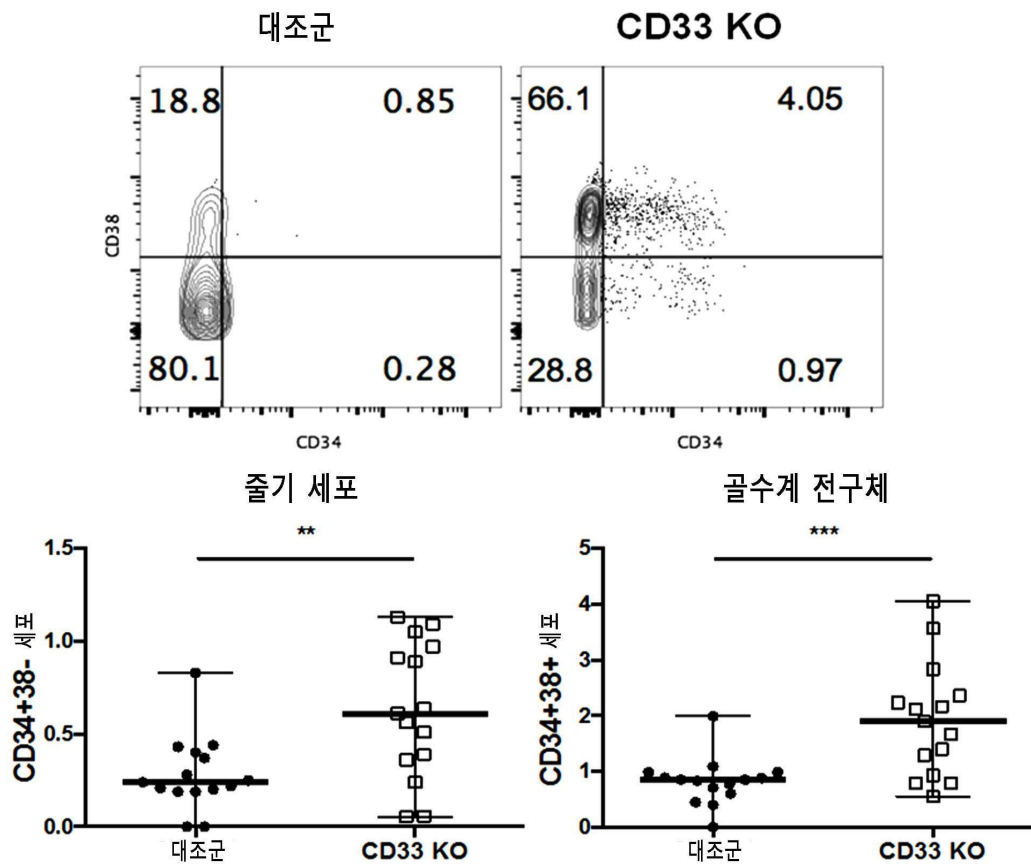 대조군
CD33 KO
18.8 0.85
66.1 4.05
CD38
80.1 0.28
28.8 0.97
CD34
CD34
줄기 세포
골수계 전구체
**
***
1.5
1.0
0.5
0.0
CD34+38- 세포
대조군
CD33 KO
5
4
3
2
1
0
CD34+38+ 세포
대조군
CD33 KO